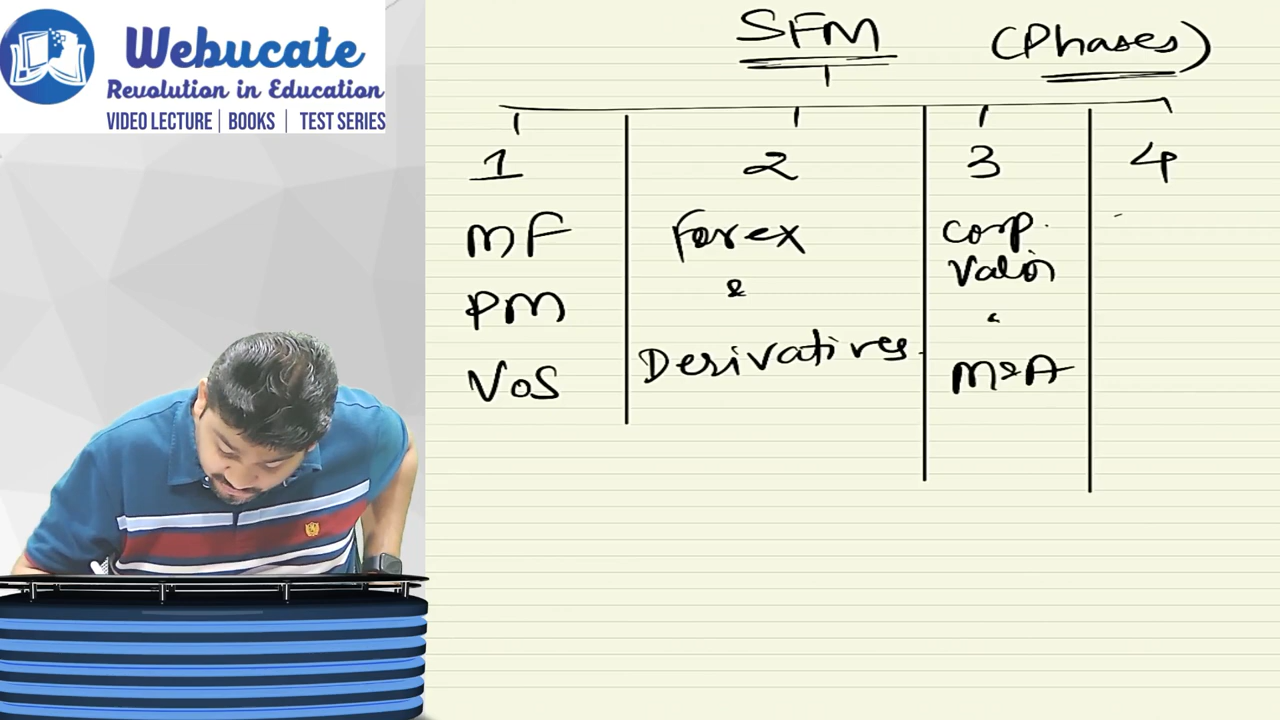 Webucate
Revolution in Education
VIDEO LECTURE | BOOKS | TEST SERIES
SFM (Phases)
1 2 3 4
MF
PM
VoS
Forex
&
Derivatives
Corp.
Valn
&
M&A